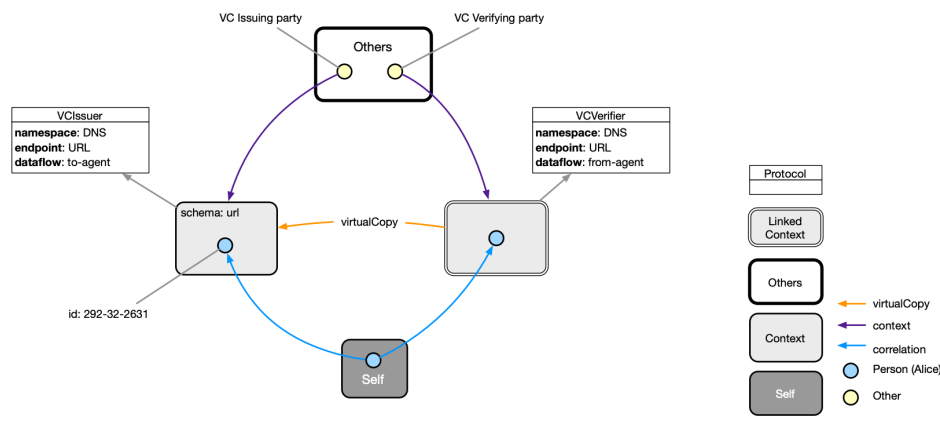 VC Issuing party
VC Verifying party
Others
VCIssuer
namespace: DNS
endpoint: URL
dataflow: to-agent
VCVerifier
namespace: DNS
endpoint: URL
dataflow: from-agent
schema: url
virtualCopy
id: 292-32-2631
Self
Protocol
Linked
Context
Others
Context
Self
virtualCopy
context
correlation
Person (Alice)
Other